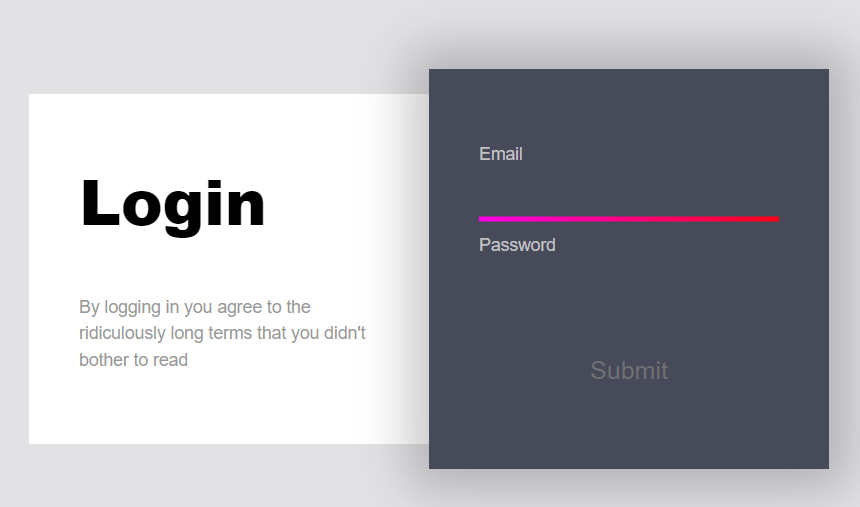 Login
By logging in you agree to the
ridiculously long terms that you didn't
bother to read
Email
Password
Submit